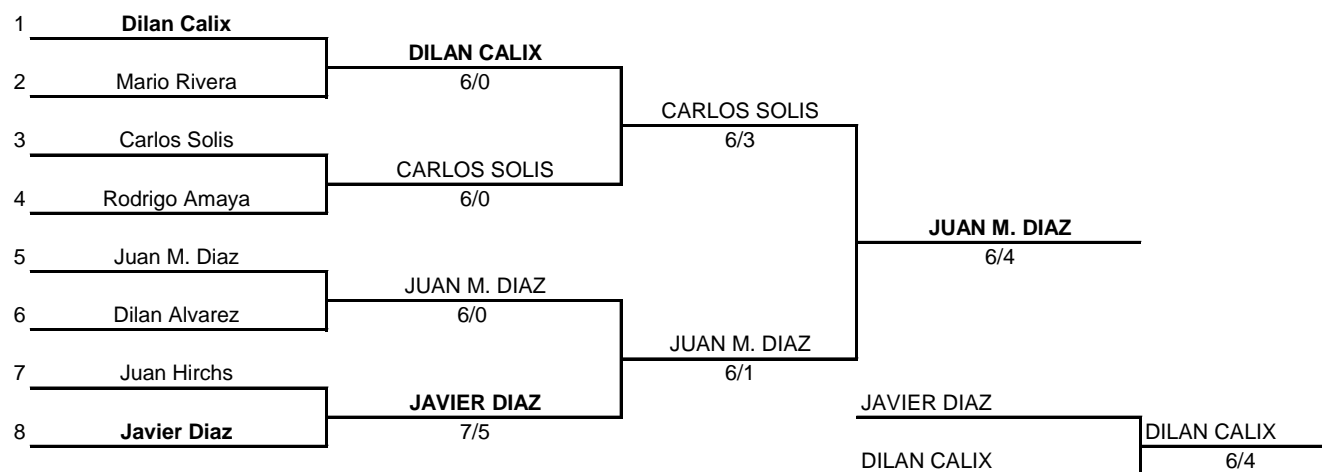 1 Dilan Calix
DILAN CALIX
2 Mario Rivera
6/0
CARLOS SOLIS
3 Carlos Solis
6/3
CARLOS SOLIS
4 Rodrigo Amaya
6/0
JUAN M. DIAZ
5 Juan M. Diaz
6/4
JUAN M. DIAZ
6 Dilan Alvarez
6/0
JUAN M. DIAZ
7 Juan Hirchs
6/1
JAVIER DIAZ
JAVIER DIAZ
8 Javier Diaz
7/5
DILAN CALIX
DILAN CALIX
6/4